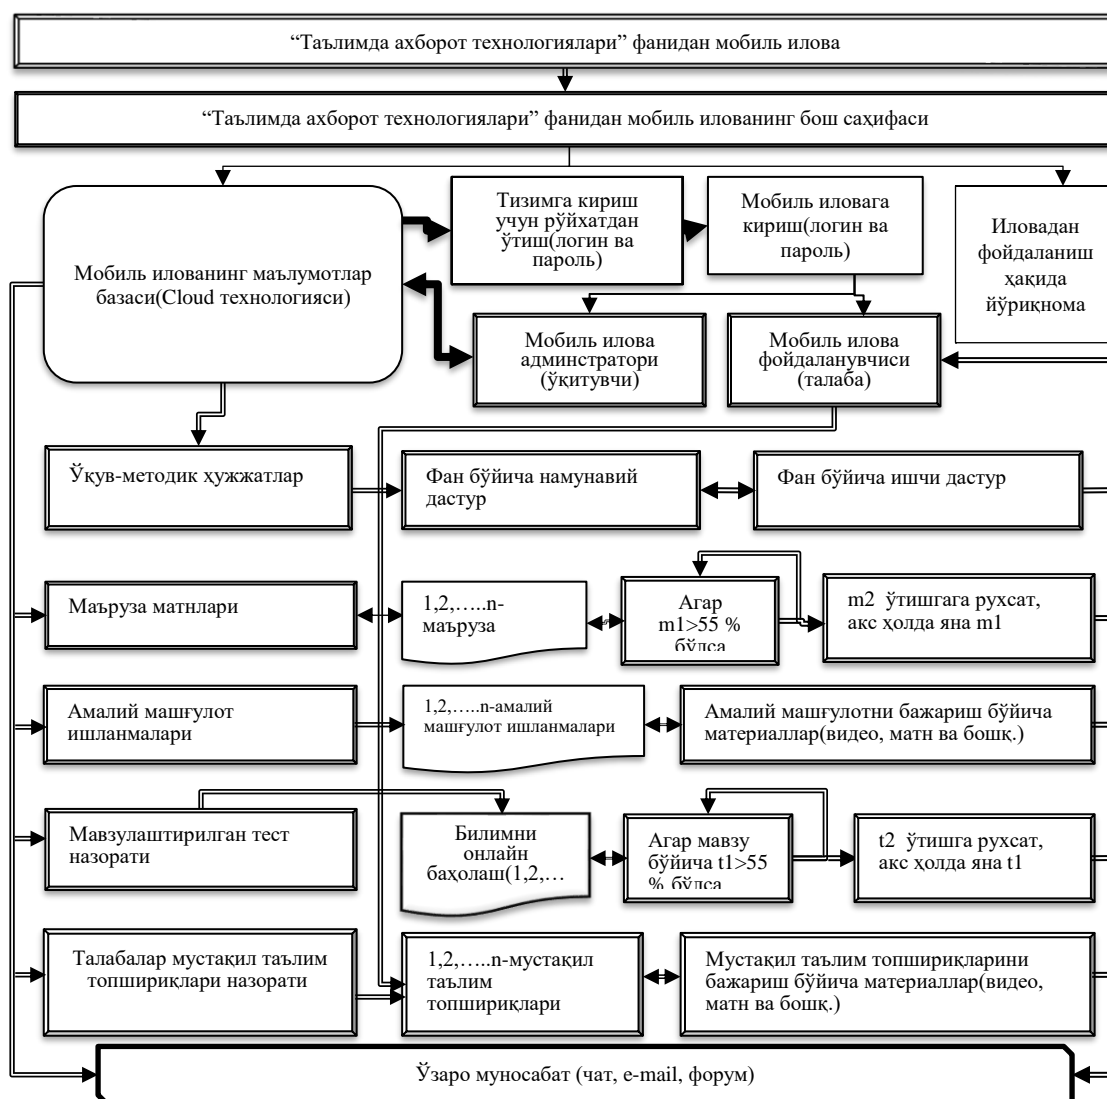 “Таълимда ахборот технологиялари” фанидан мобиль илова
“Таълимда ахборот технологиялари” фанидан мобиль илованинг бош саҳифаси
Мобиль илованинг маълумотлар
базаси(Cloud технологияси)
Тизимга кириш
учун рўйхатдан
ўтиш(логин ва
пароль)
Мобиль иловага
кириш(логин ва
пароль)
Иловадан
фойдаланиш
ҳақида
йўриқнома
Мобиль илова
админстратори
(ўқитувчи)
Мобиль илова
фойдаланувчиси
(талаба)
Ўқув-методик ҳужжатлар
Фан бўйича намунавий
дастур
Фан бўйича ишчи дастур
Маъруза матнлари
1,2,…..n-
маъруза
Агар
m1>55 %
бўлса
m2 ўтишгага рухсат,
акс ҳолда яна m1
Амалий машғулот
ишланмалари
1,2,…..n-амалий
машғулот ишланмалари
Амалий машғулотни бажариш бўйича
материаллар(видео, матн ва бошқ.)
Мавзулаштирилган тест
назорати
Билимни
онлайн
баҳолаш(1,2,…
Агар мавзу
бўйича t1>55
% бўлса
t2 ўтишга рухсат,
акс ҳолда яна t1
Талабалар мустақил таълим
топшириқлари назорати
1,2,…..n-мустақил
таълим
топшириқлари
Мустақил таълим топшириқларини
бажариш бўйича материаллар(видео,
матн ва бошқ.)
Ўзаро муносабат (чат, e-mail, форум)